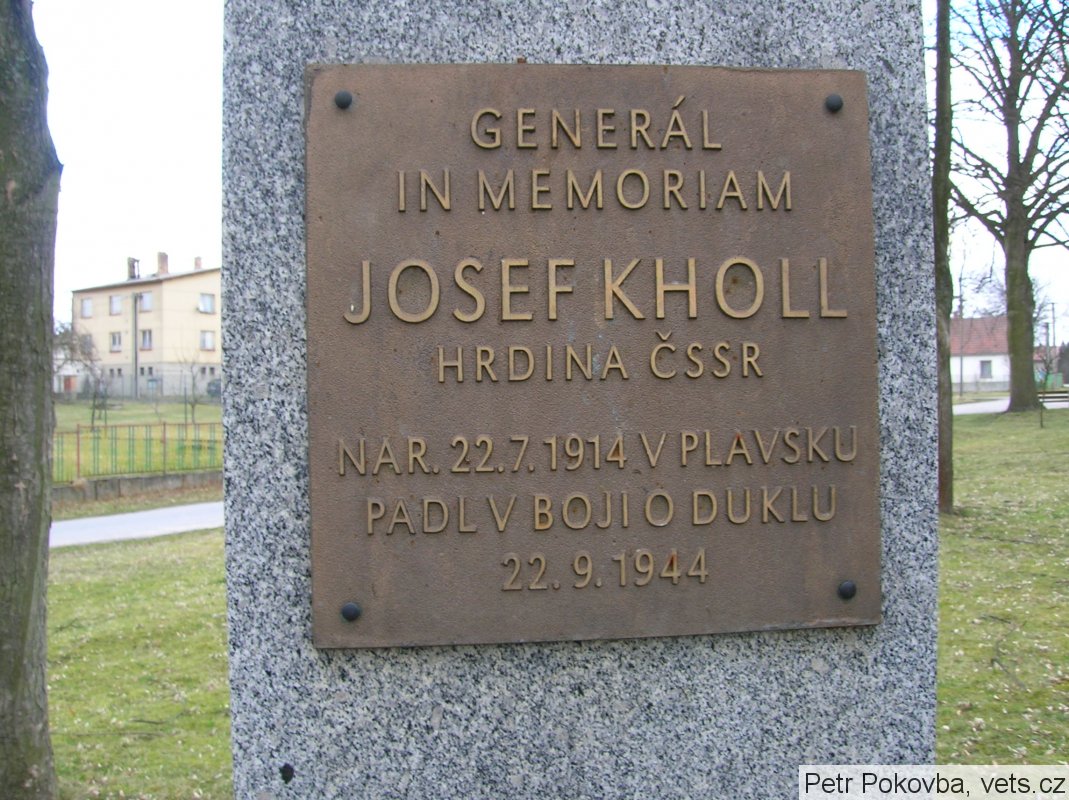 GENERÁL
IN MEMORIAM
JOSEF KHOLL
HRDINA ČSSR
NAR. 22.7.1914 V PLAVSKU
PADL V BOJI O DUKLU
22. 9. 1944
Petr Pokovba, vets.cz